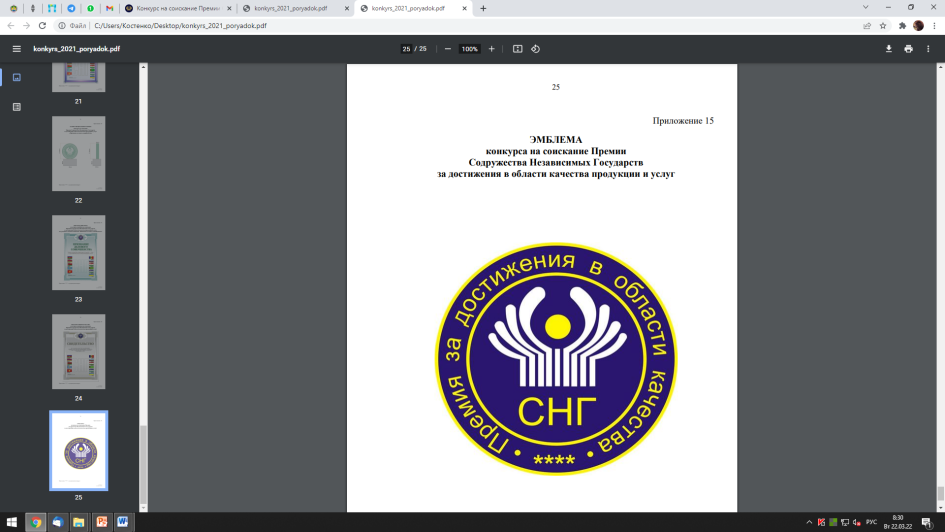 Конкурс на соискание Премии
konkyrs_2021_poryadok.pdf
konkyrs_2021_poryadok.pdf
Файл
C:/Users/Костенко/Desktop/konkyrs_2021_poryadok.pdf
konkyrs_2021_poryadok.pdf
25 / 25
100%
21
22
23
24
25
25
Приложение 15
ЭМБЛЕМА
конкурса на соискание Премии
Содружества Независимых Государств
за достижения в области качества продукции и услуг
Премия за достижения в области качества
СНГ
****
РУС
8:30
Вт 22.03.22